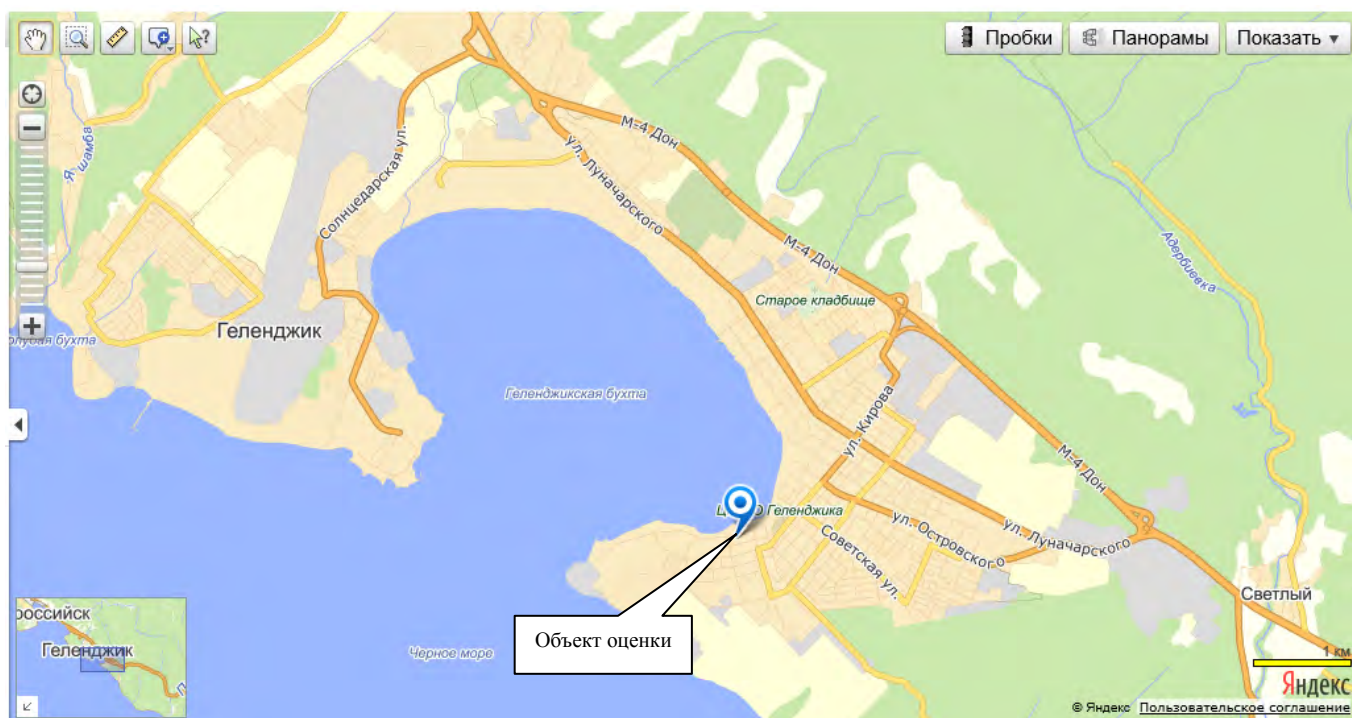 Пробки
Панорамы
Показать
Я шамба
Солнцедарская ул.
ул. Луначарского
М-4 Дон
М-4 Дон
Адербиевка
Старое кладбище
Геленджик
Геленджикская бухта
ул. Кирова
М-4 Дон
Геленджика
ул. Островского
ул. Луначарского
Советская ул.
Светлый
Объект оценки
Черное море
россииск
Геленджик
1 км
Яндекс
© Яндекс Пользовательское соглашение